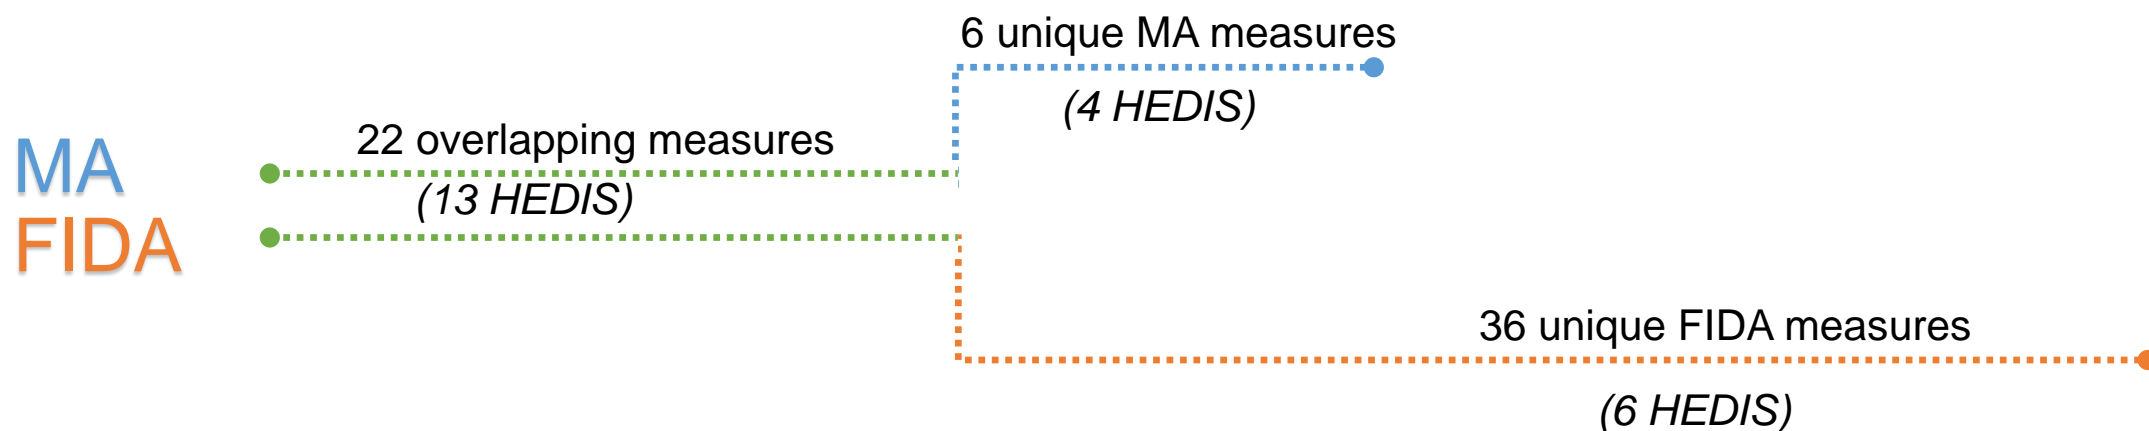 6 unique MA measures
(4 HEDIS)
22 overlapping measures
MA
(13 HEDIS)
FIDA
36 unique FIDA measures
(6 HEDIS)